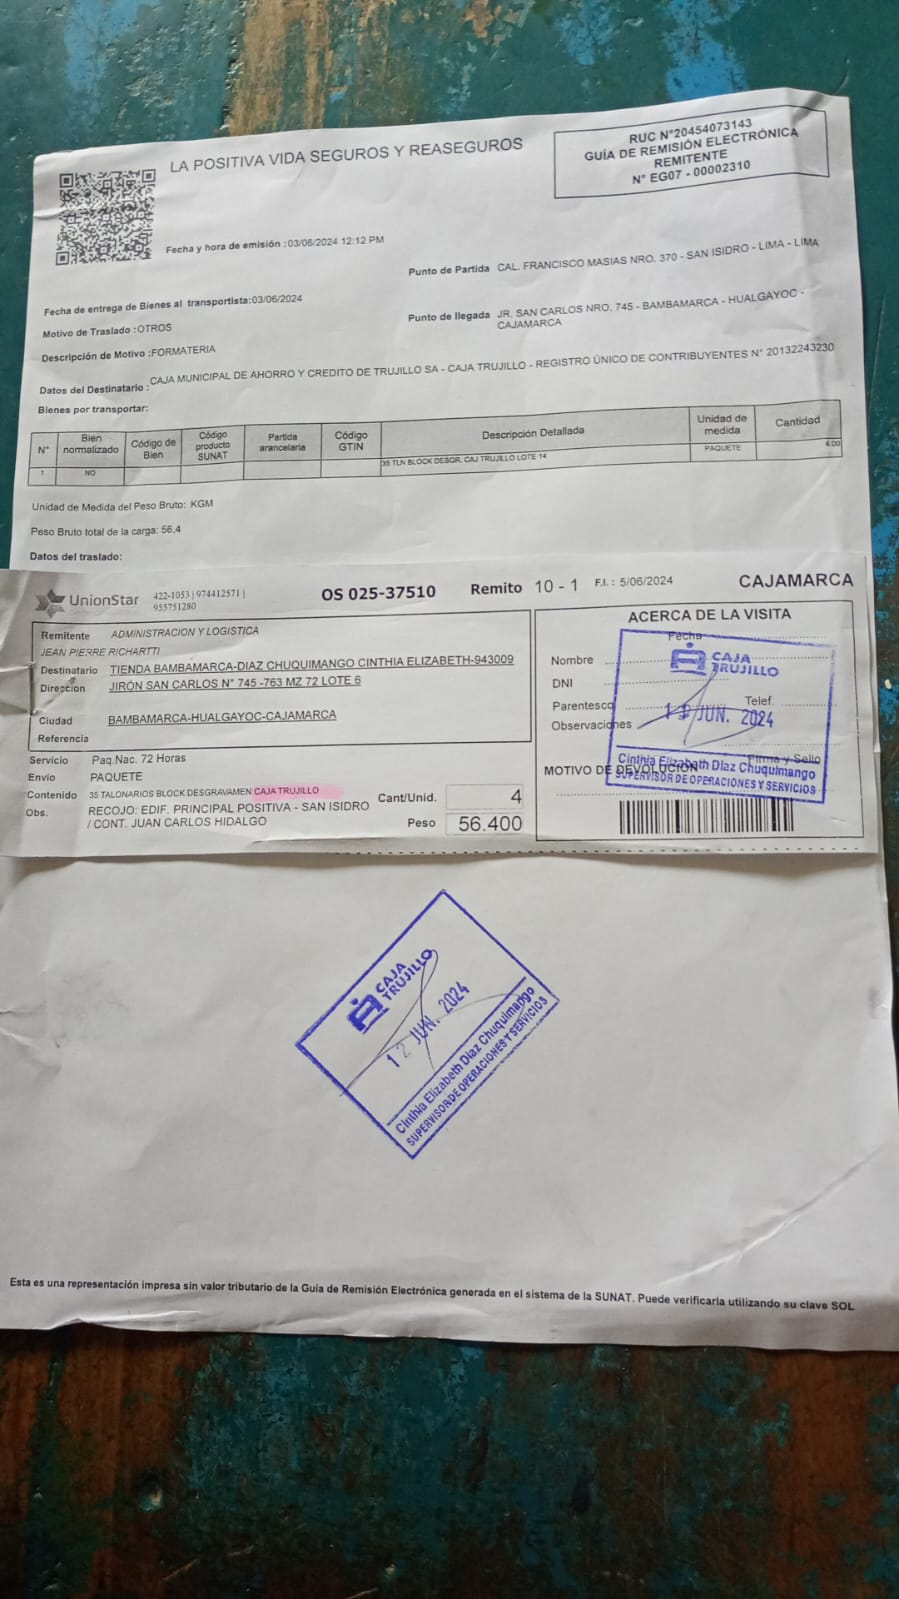 LA POSITIVA VIDA SEGUROS Y REASEGUROS
RUC N°20454073143
GUÍA DE REMISIÓN ELECTRÓNICA
REMITENTE
N° EG07 - 00002310
Fecha y hora de emisión :03/06/2024 12:12 PM
Fecha de entrega de Bienes al transportista:03/06/2024
Motivo de Traslado :OTROS
Descripción de Motivo :FORMATERIA
Punto de Partida CAL. FRANCISCO MASIAS NRO. 370 - SAN ISIDRO - LIMA - LIMA
Punto de llegada JR. SAN CARLOS NRO. 745 - BAMBAMARCA - HUALGAYOC -
CAJAMARCA
Datos del Destinatario : CAJA MUNICIPAL DE AHORRO Y CREDITO DE TRUJILLO SA - CAJA TRUJILLO - REGISTRO ÚNICO DE CONTRIBUYENTES N° 20132243230
Bienes por transportar:
N° Bien normalizado Código de Bien Código producto SUNAT Partida arancelaria Código GTIN Descripción Detallada Unidad de medida Cantidad
1 NO 35 TLN BLOCK DESGR. CAJ TRUJILLO LOTE 14 PAQUETE 4.00
Unidad de Medida del Peso Bruto: KGM
Peso Bruto total de la carga: 56.4
Datos del traslado:
UnionStar
422-1053 | 974412571 |
955751280
OS 025-37510
Remito 10 - 1
F.I. : 5/06/2024
CAJAMARCA
Remitente ADMINISTRACION Y LOGISTICA
JEAN PIERRE RICHARTTI
Destinatario TIENDA BAMBAMARCA-DIAZ CHUQUIMANGO CINTHIA ELIZABETH-943009
Direccion JIRÓN SAN CARLOS N° 745 -763 MZ 72 LOTE 6
Ciudad BAMBAMARCA-HUALGAYOC-CAJAMARCA
Referencia
Servicio Paq.Nac. 72 Horas
Envio PAQUETE
Contenido 35 TALONARIOS BLOCK DESGRAVAMEN CAJA TRUJILLO
Obs. RECOJO: EDIF. PRINCIPAL POSITIVA - SAN ISIDRO
/ CONT. JUAN CARLOS HIDALGO
Cant/Unid. 4
Peso 56.400
ACERCA DE LA VISITA
Fecha
Nombre
DNI
Parentesco
Telef.
Observaciones
Firma y Sello
MOTIVO DE DEVOLUCIÓN
CAJA
TRUJILLO
JUN. 2024
Cinthia Elizabeth Diaz Chuquimango
SUPERVISOR DE OPERACIONES Y SERVICIOS
CAJA
TRUJILLO
12 JUN. 2024
Cinthia Elizabeth Diaz Chuquimango
SUPERVISOR DE OPERACIONES Y SERVICIOS
Esta es una representación impresa sin valor tributario de la Guía de Remisión Electrónica generada en el sistema de la SUNAT. Puede verificarla utilizando su clave SOL